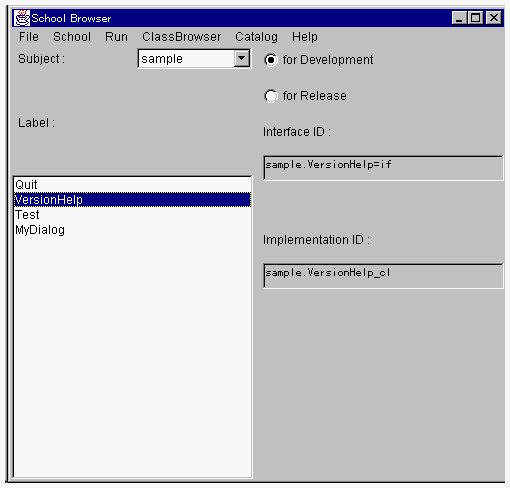 School Browser
File School Run ClassBrowser Catalog Help
Subject :
sample
for Development
for Release
Label :
Interface ID :
sample.VersionHelp=if
Quit
VersionHelp
Test
MyDialog
Implementation ID :
sample.VersionHelp_cl